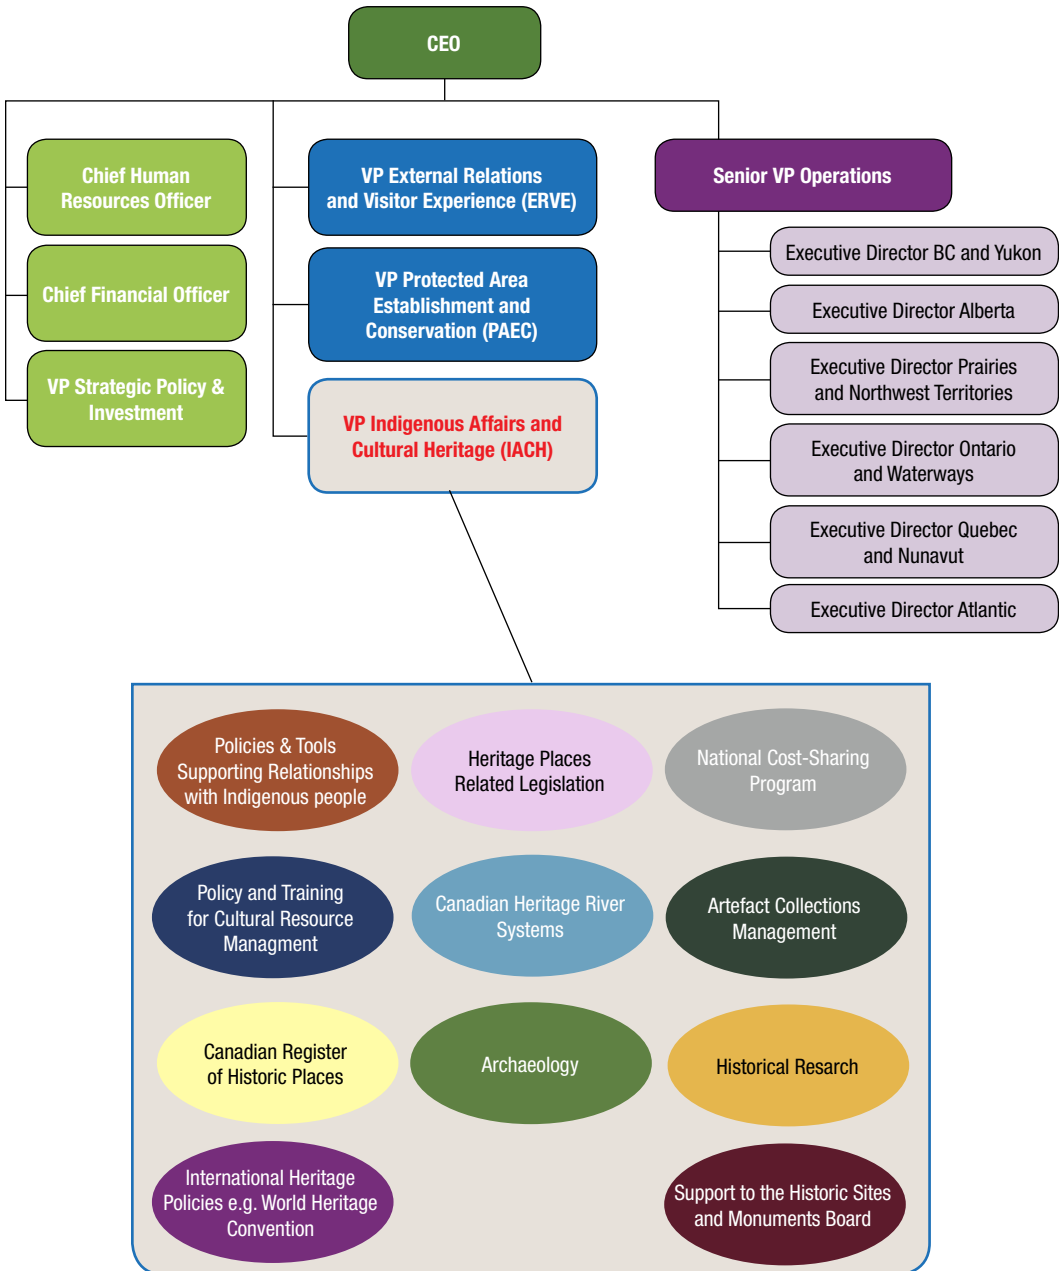 CEO
Chief Human
Resources Officer
Chief Financial Officer
VP Strategic Policy &
Investment
VP External Relations
and Visitor Experience (ERVE)
VP Protected Area
Establishment and
Conservation (PAEC)
VP Indigenous Affairs and
Cultural Heritage (IACH)
Senior VP Operations
Executive Director BC and Yukon
Executive Director Alberta
Executive Director Prairies
and Northwest Territories
Executive Director Ontario
and Waterways
Executive Director Quebec
and Nunavut
Executive Director Atlantic
Policies & Tools
Supporting Relationships
with Indigenous people
Heritage Places
Related Legislation
National Cost-Sharing
Program
Policy and Training
for Cultural Resource
Managment
Canadian Heritage River
Systems
Artefact Collections
Management
Canadian Register
of Historic Places
Archaeology
Historical Resarch
International Heritage
Policies e.g. World Heritage
Convention
Support to the Historic Sites
and Monuments Board